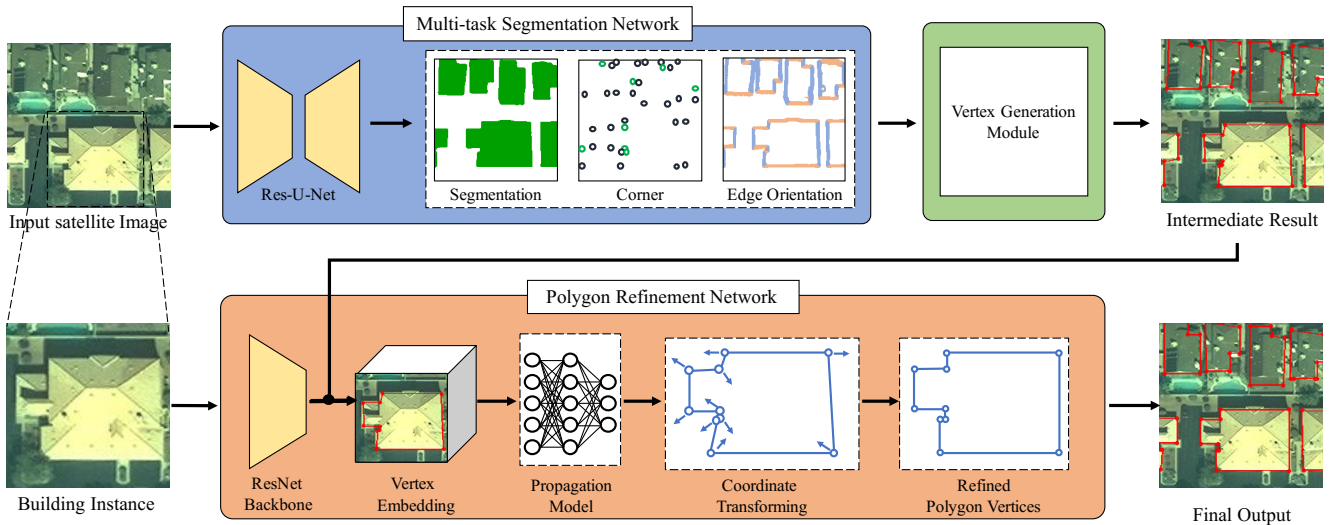 Multi-task Segmentation Network
Res-U-Net
Segmentation
Corner
Edge Orientation
Vertex Generation
Module
Input satellite Image
Intermediate Result
Polygon Refinement Network
ResNet
Backbone
Vertex
Embedding
Propagation
Model
Coordinate
Transforming
Refined
Polygon Vertices
Building Instance
Final Output